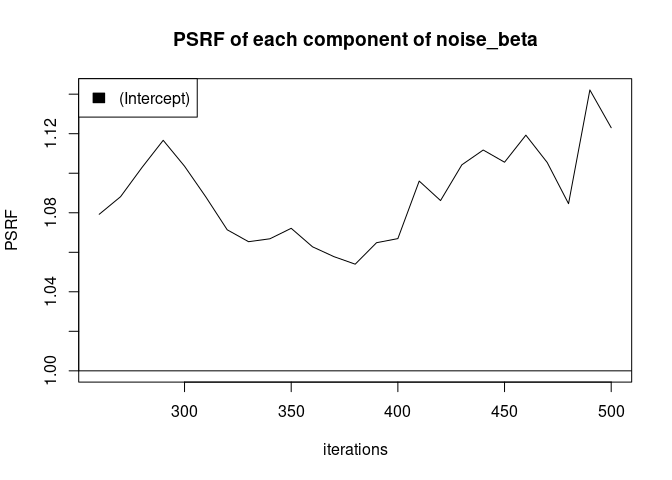 PSRF of each component of noise_beta
(Intercept)
PSRF
1.12
1.08
1.04
1.00
300 350 400 450 500
iterations